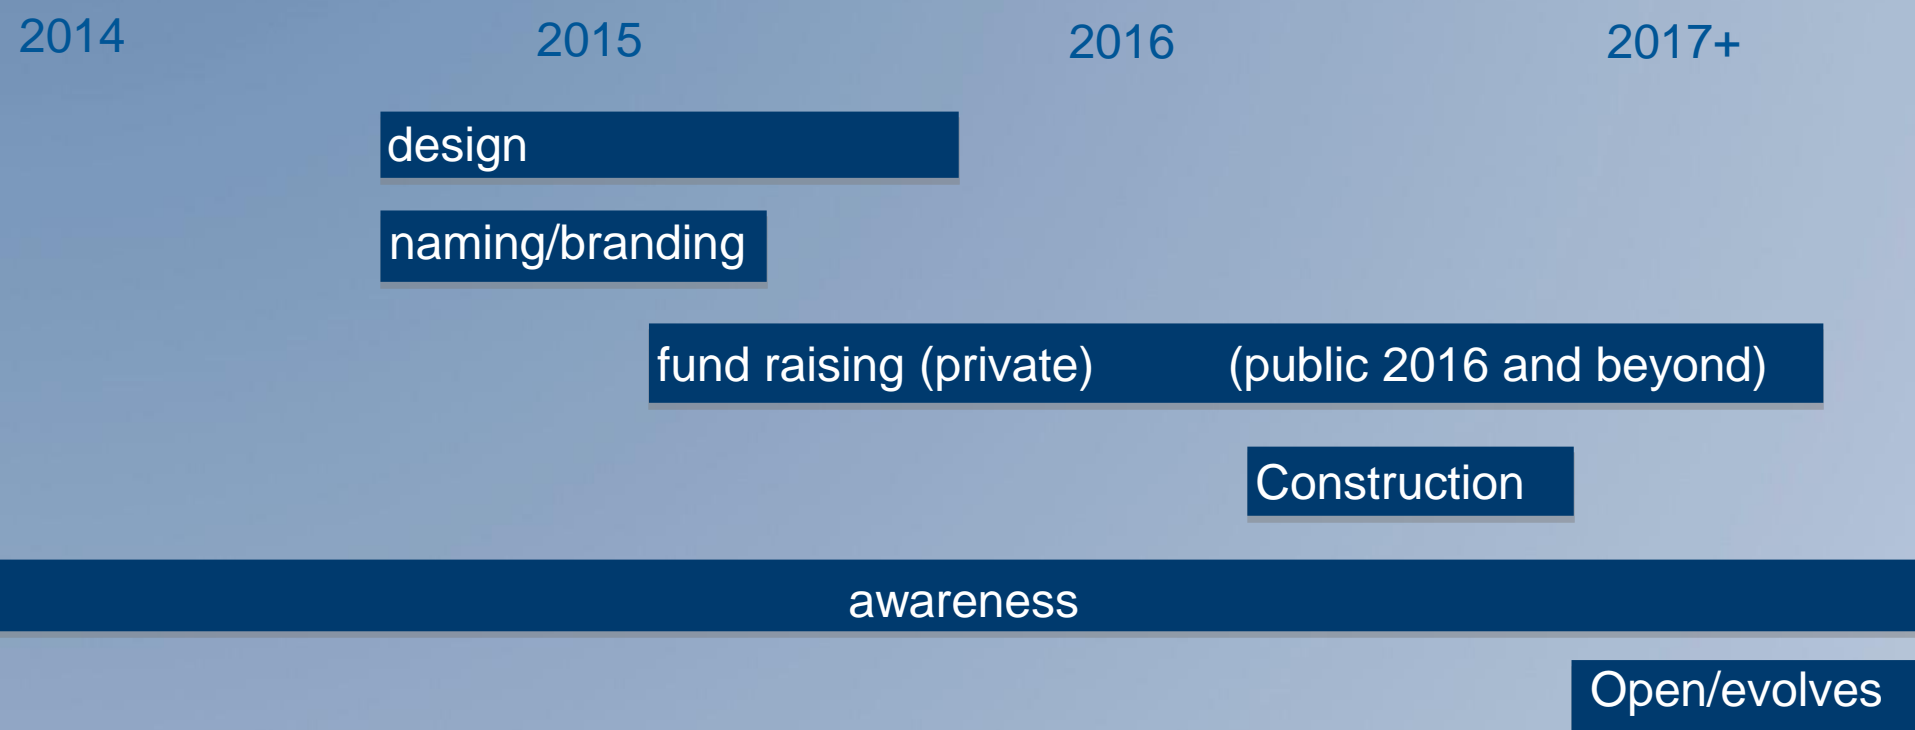 2014 2015 2016 2017+
design
naming/branding
fund raising (private) (public 2016 and beyond)
Construction
awareness
Open/evolves